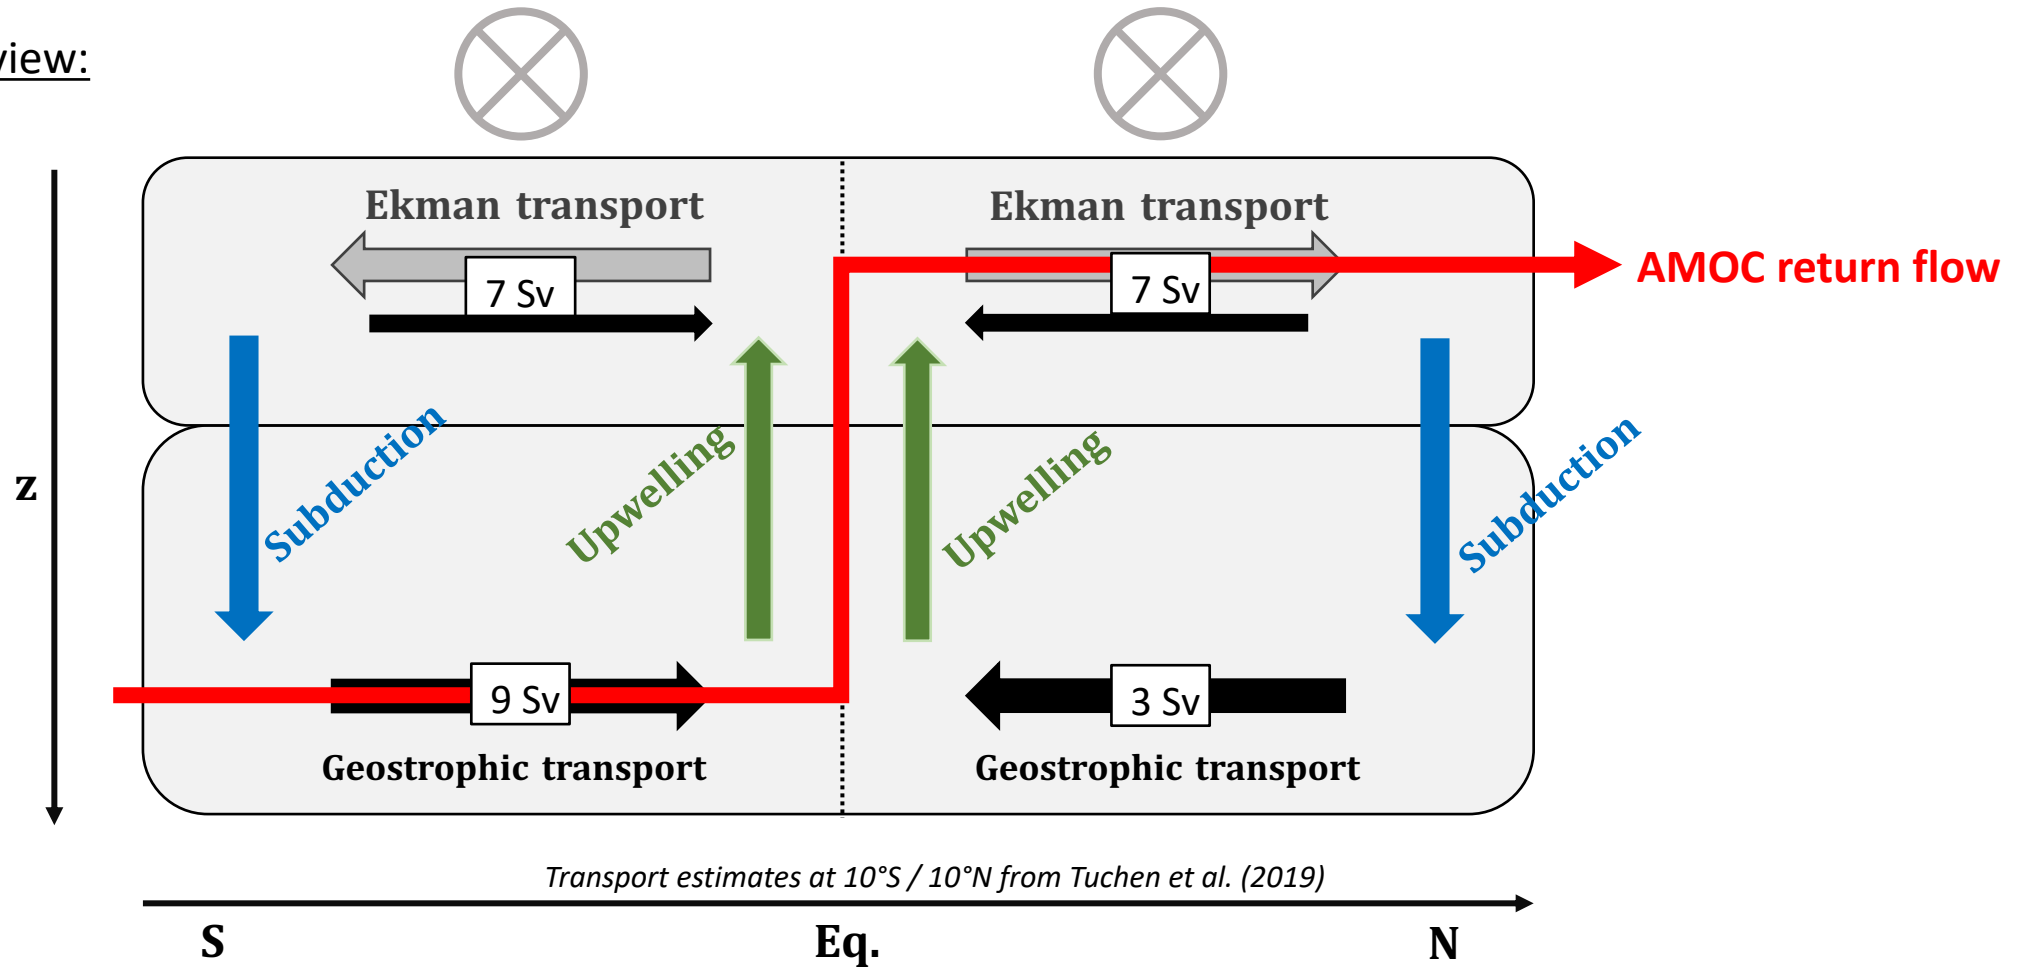 view:
Ekman transport
Ekman transport
7 Sv
7 Sv
AMOC return flow
Subduction
Upwelling
Upwelling
Subduction
z
9 Sv
3 Sv
Geostrophic transport
Geostrophic transport
Transport estimates at 10°S / 10°N from Tuchen et al. (2019)
S
Eq.
N